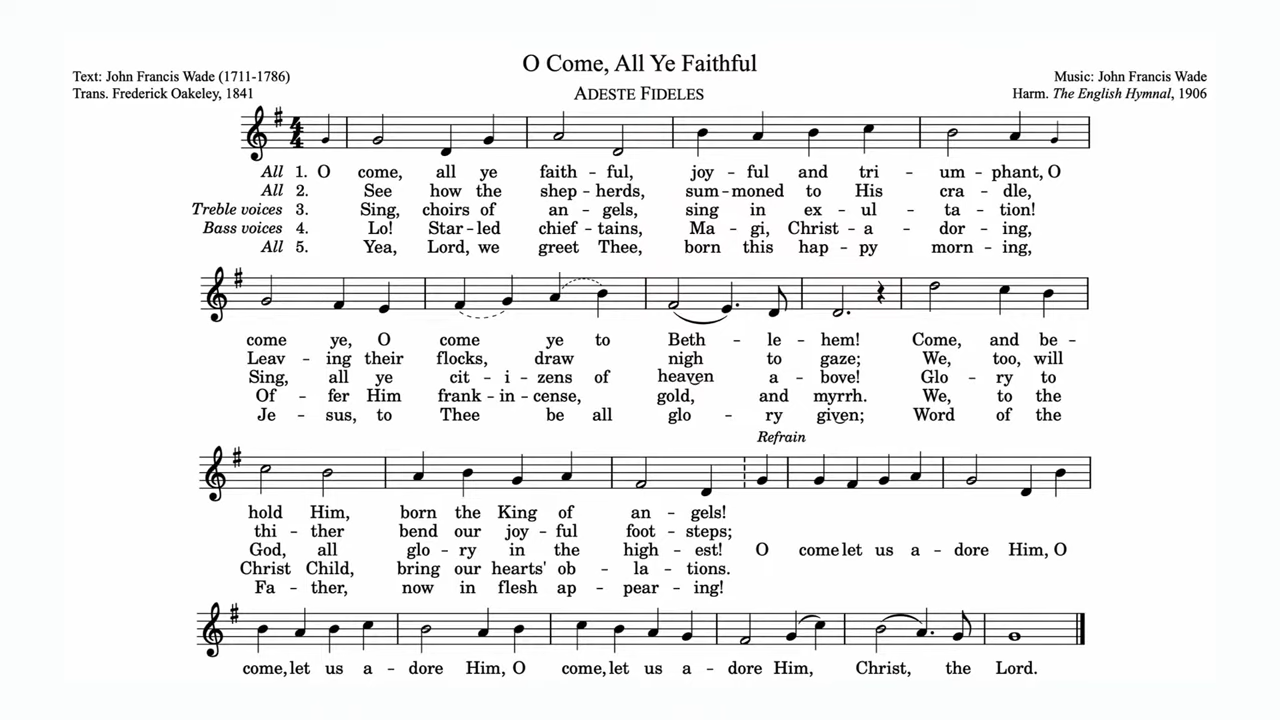 O Come, All Ye Faithful
Text: John Francis Wade (1711-1786)
Music: John Francis Wade
Trans. Frederick Oakeley, 1841
ADESTE FIDELES
Harm. The English Hymnal, 1906
All 1. O come, all ye faith - ful, joy - ful and tri - um - phant, O
All 2. See how the shep - herds, sum - moned to His cra - dle,
Treble voices 3. Sing, choirs of an - gels, sing in ex - ul - ta - tion!
Bass voices 4. Lo! Star - led chief - tains, Ma - gi, Christ - a - dor - ing,
All 5. Yea, Lord, we greet Thee, born this hap - py morn - ing,
come ye, O come ye to Beth - le - hem! Come, and be -
Leav - ing their flocks, draw nigh to gaze; We, too, will
Sing, all ye cit - i - zens of heaven a - bove! Glo - ry to
Of - fer Him frank - in - cense, gold, and myrrh. We, to the
Je - sus, to Thee be all glo - ry given; Word of the
Refrain
hold Him, born the King of an - gels!
thi - ther bend our joy - ful foot - steps;
God, all glo - ry in the high - est! O come let us a - dore Him, O
Christ Child, bring our hearts' ob - la - tions.
Fa - ther, now in flesh ap - pear - ing!
come, let us a - dore Him, O come, let us a - dore Him, Christ, the Lord.